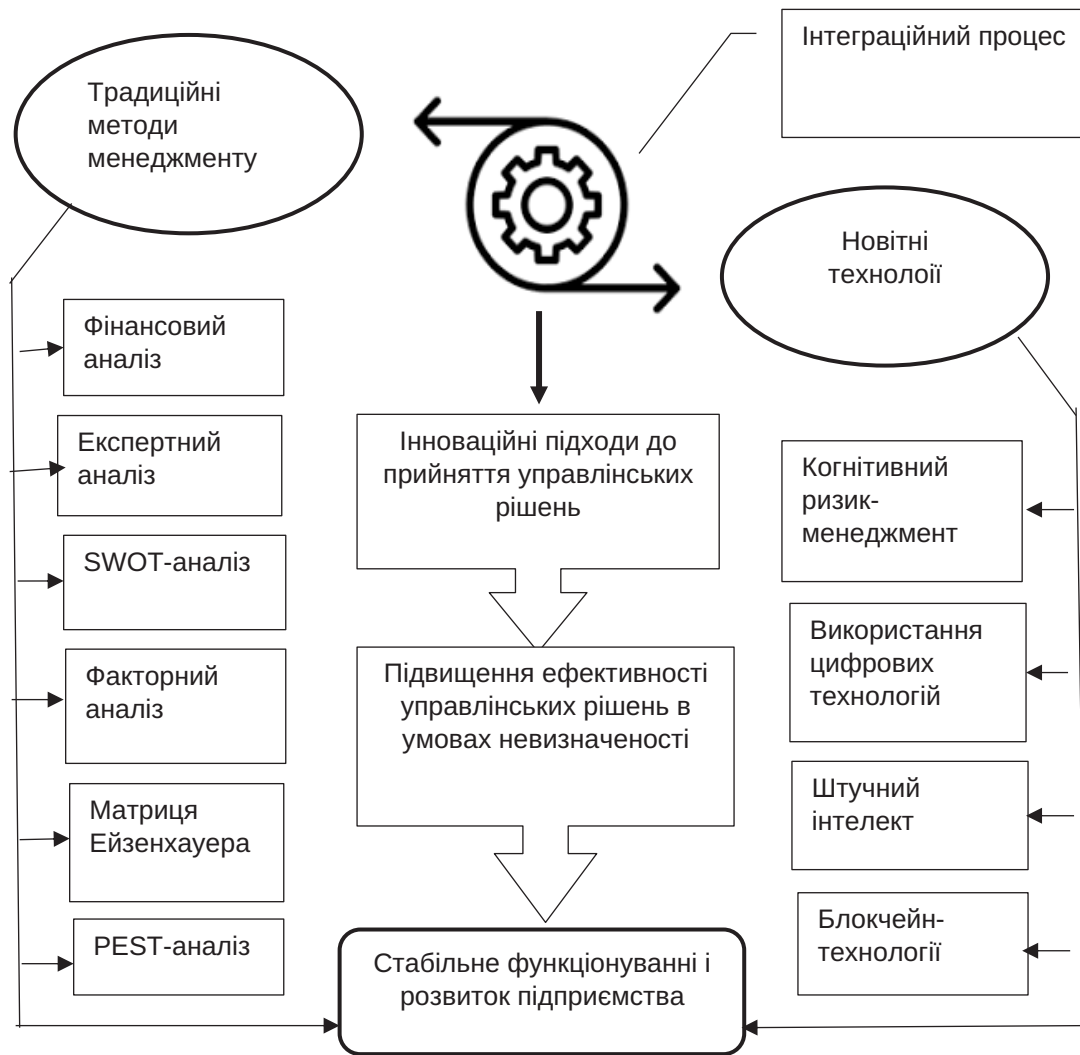 Інтеграційний процес
Традиційні
методи
менеджменту
Новітні
технолоії
Фінансовий
аналіз
Експертний
аналіз
SWOT-аналіз
Факторний
аналіз
Матриця
Ейзенхауера
PEST-аналіз
Інноваційні підходи до
прийняття управлінських
рішень
Підвищення ефективності
управлінських рішень в
умовах невизначеності
Стабільне функціонуванні і
розвиток підприємства
Когнітивний
ризик-
менеджмент
Використання
цифрових
технологій
Штучний
інтелект
Блокчейн-
технології